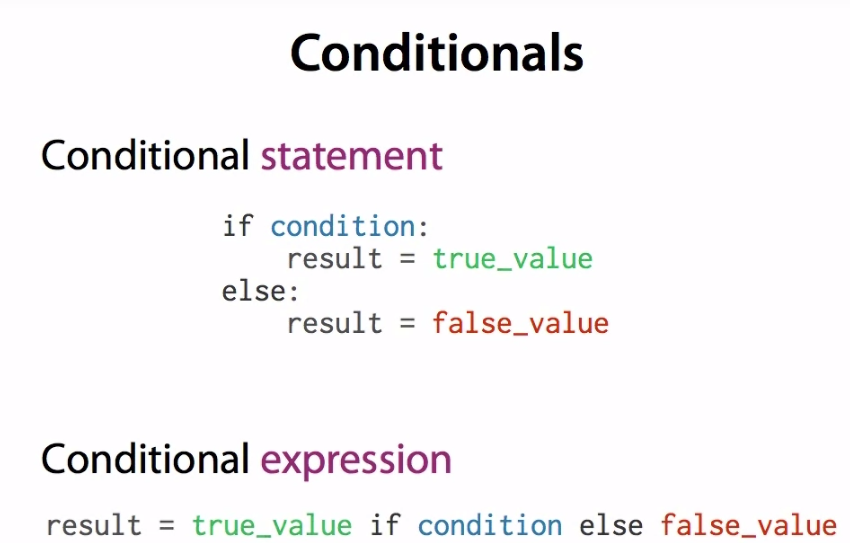 Conditionals
Conditional statement
if condition:
    result = true_value
else:
    result = false_value
Conditional expression
result = true_value if condition else false_value